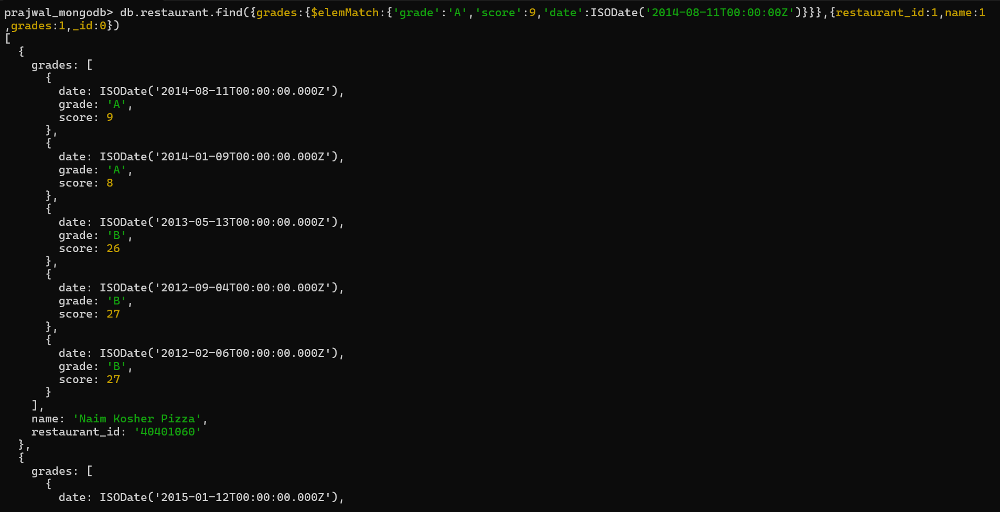 prajwal_mongodb> db.restaurant.find({grades:{$elemMatch:{'grade':'A','score':9,'date':ISODate('2014-08-11T00:00:00Z')}}},{restaurant_id:1,name:1
,grades:1,_id:0})
[
  {
    grades: [
      {
        date: ISODate('2014-08-11T00:00:00.000Z'),
        grade: 'A',
        score: 9
      },
      {
        date: ISODate('2014-01-09T00:00:00.000Z'),
        grade: 'A',
        score: 8
      },
      {
        date: ISODate('2013-05-13T00:00:00.000Z'),
        grade: 'B',
        score: 26
      },
      {
        date: ISODate('2012-09-04T00:00:00.000Z'),
        grade: 'B',
        score: 27
      },
      {
        date: ISODate('2012-02-06T00:00:00.000Z'),
        grade: 'B',
        score: 27
      }
    ],
    name: 'Naim Kosher Pizza',
    restaurant_id: '40401060'
  },
  {
    grades: [
      {
        date: ISODate('2015-01-12T00:00:00.000Z'),